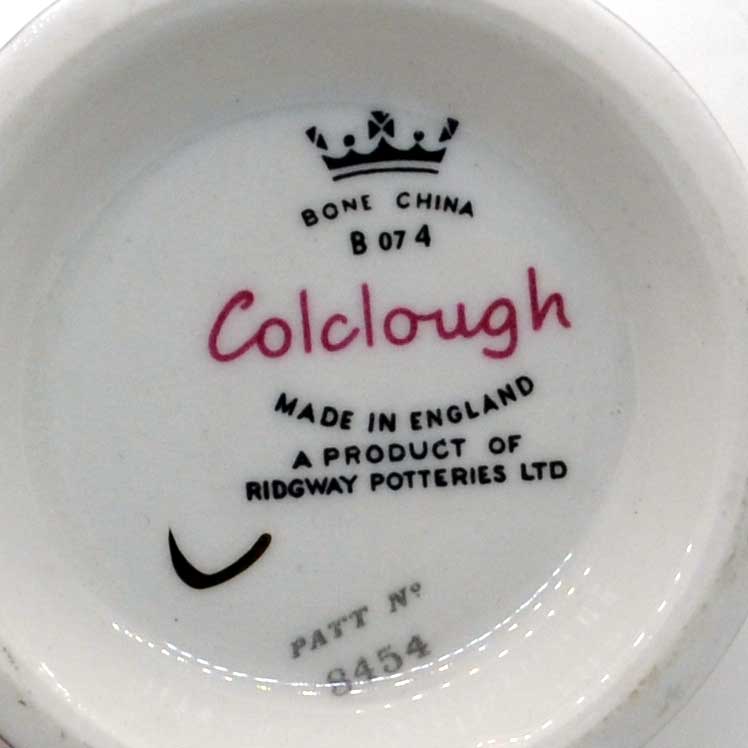 BONE CHINA
B 07 4
Colclough
MADE IN ENGLAND
A PRODUCT OF
RIDGWAY POTTERIES LTD
PATT Nº
8454